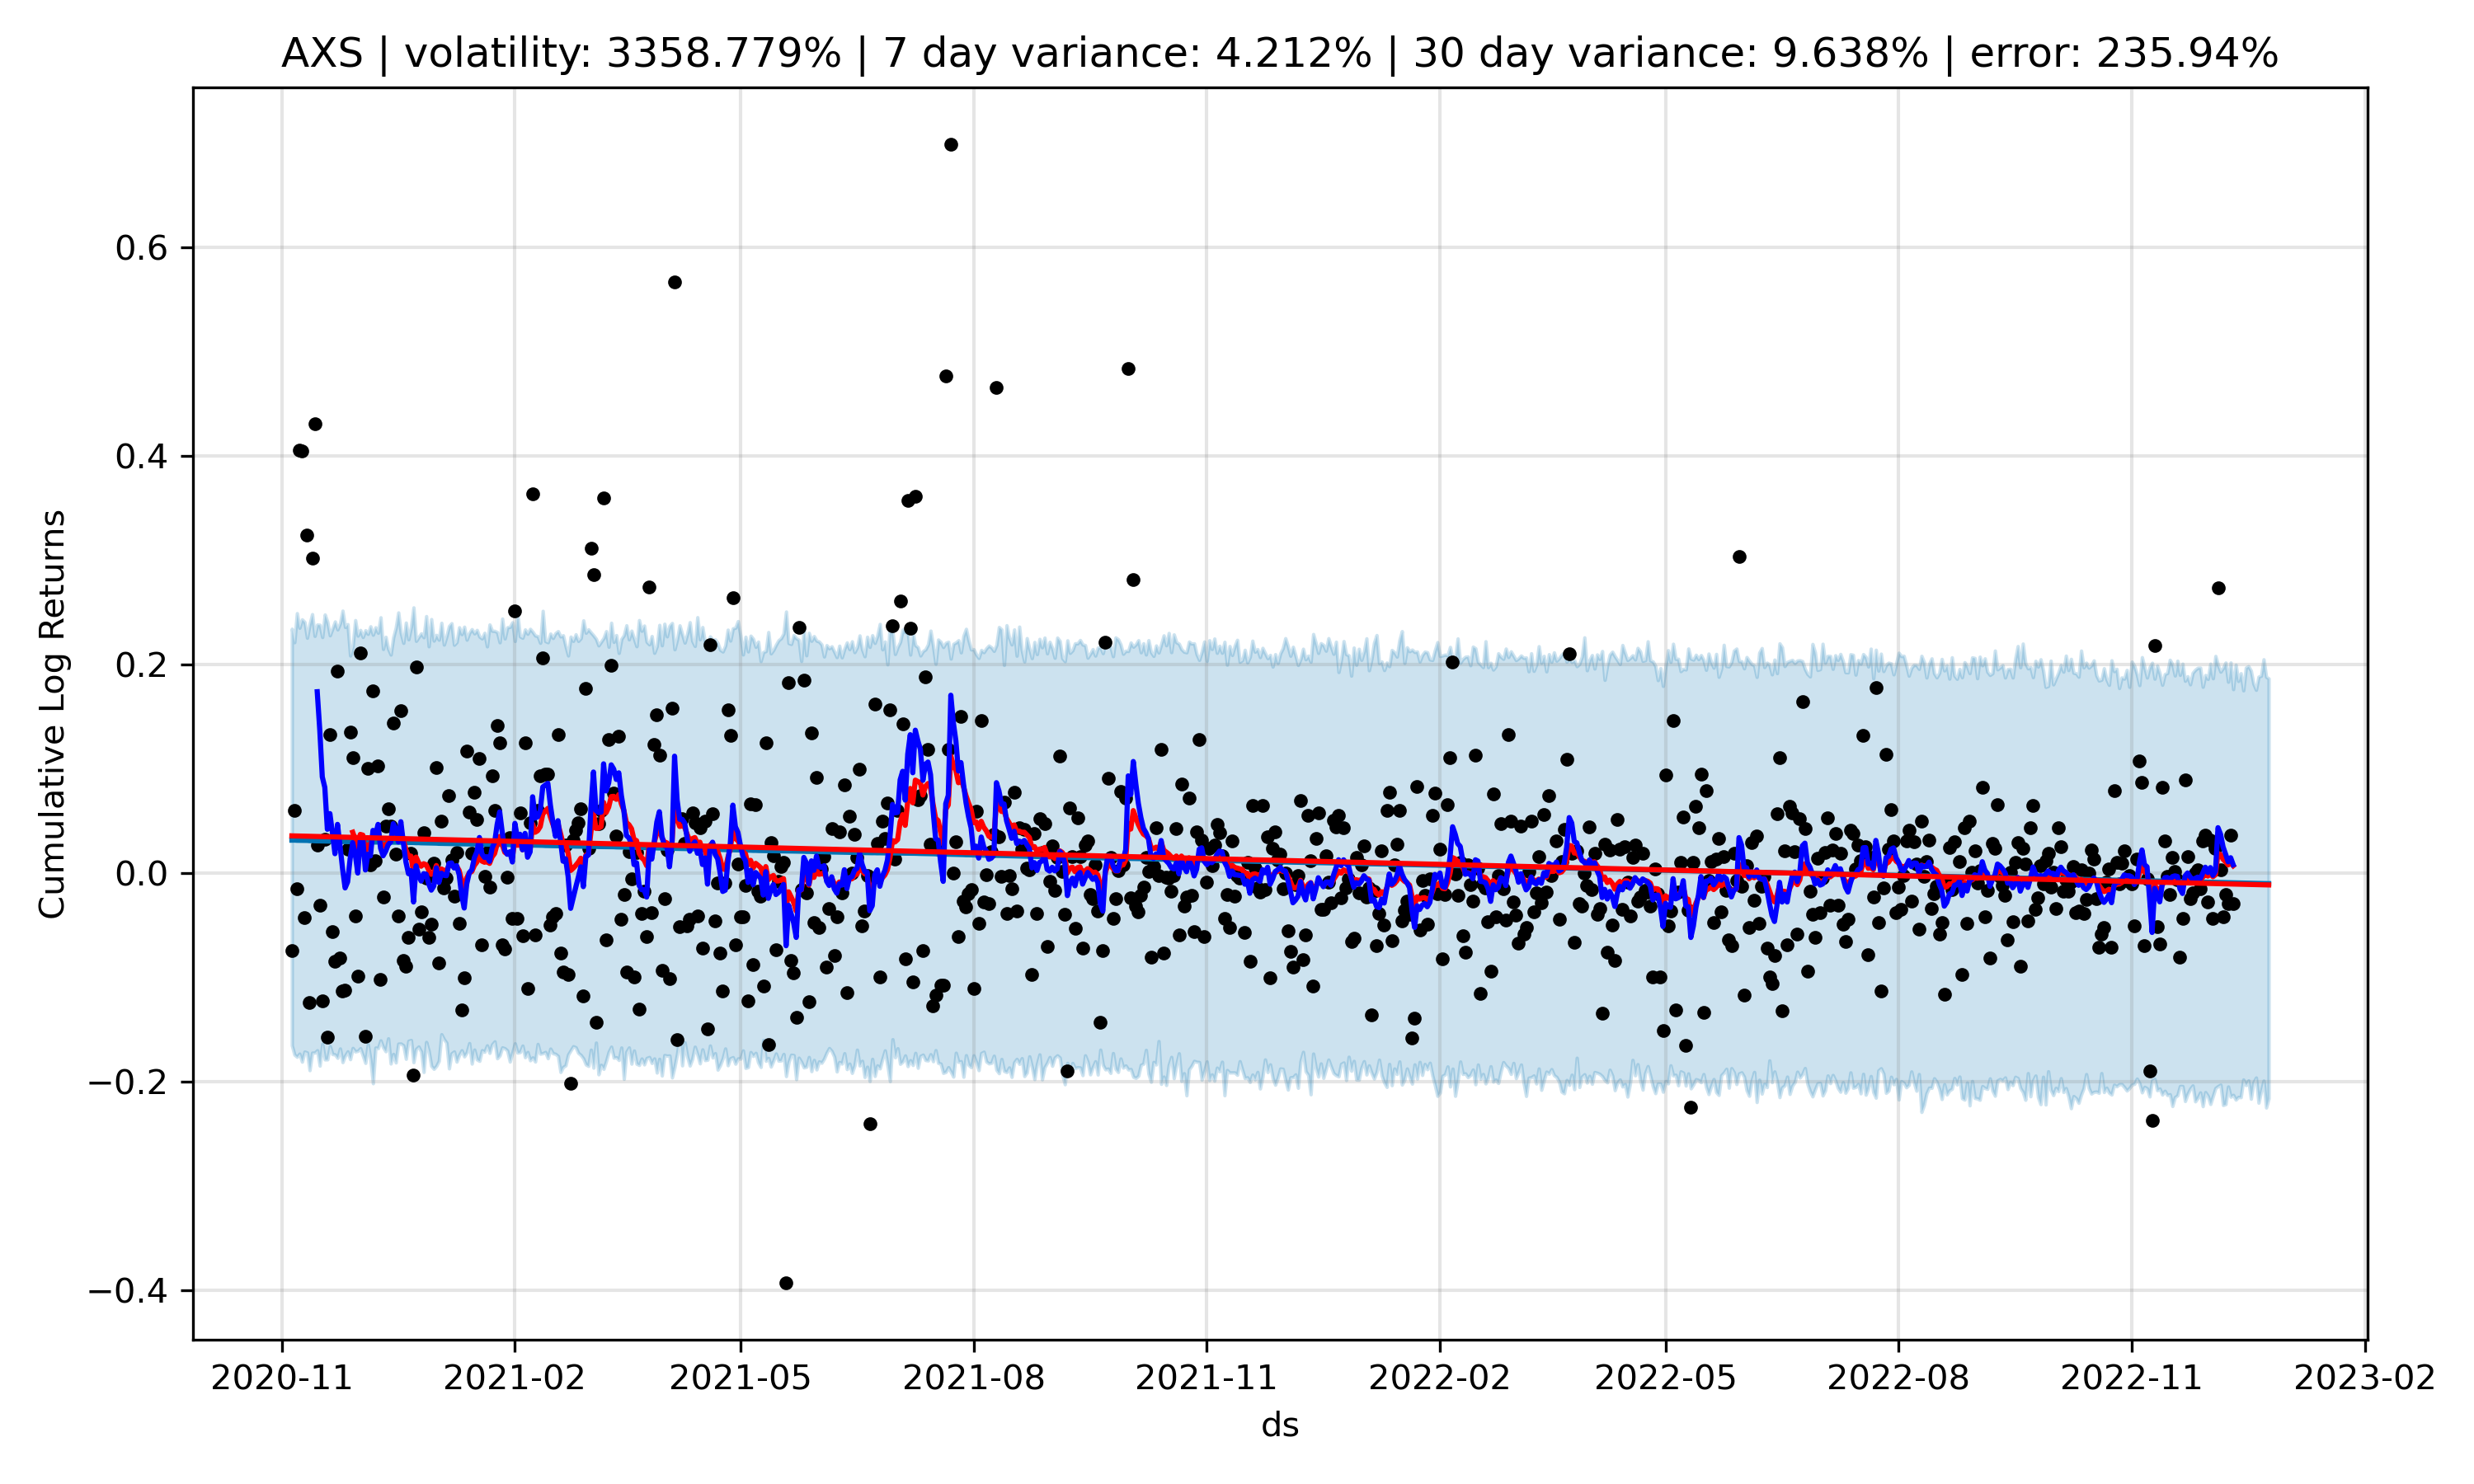 AXS | volatility: 3358.779% | 7 day variance: 4.212% | 30 day variance: 9.638% | error: 235.94%
Cumulative Log Returns
0.6
0.4
0.2
0.0
−0.2
−0.4
2020-11 2021-02 2021-05 2021-08 2021-11 2022-02 2022-05 2022-08 2022-11 2023-02
ds